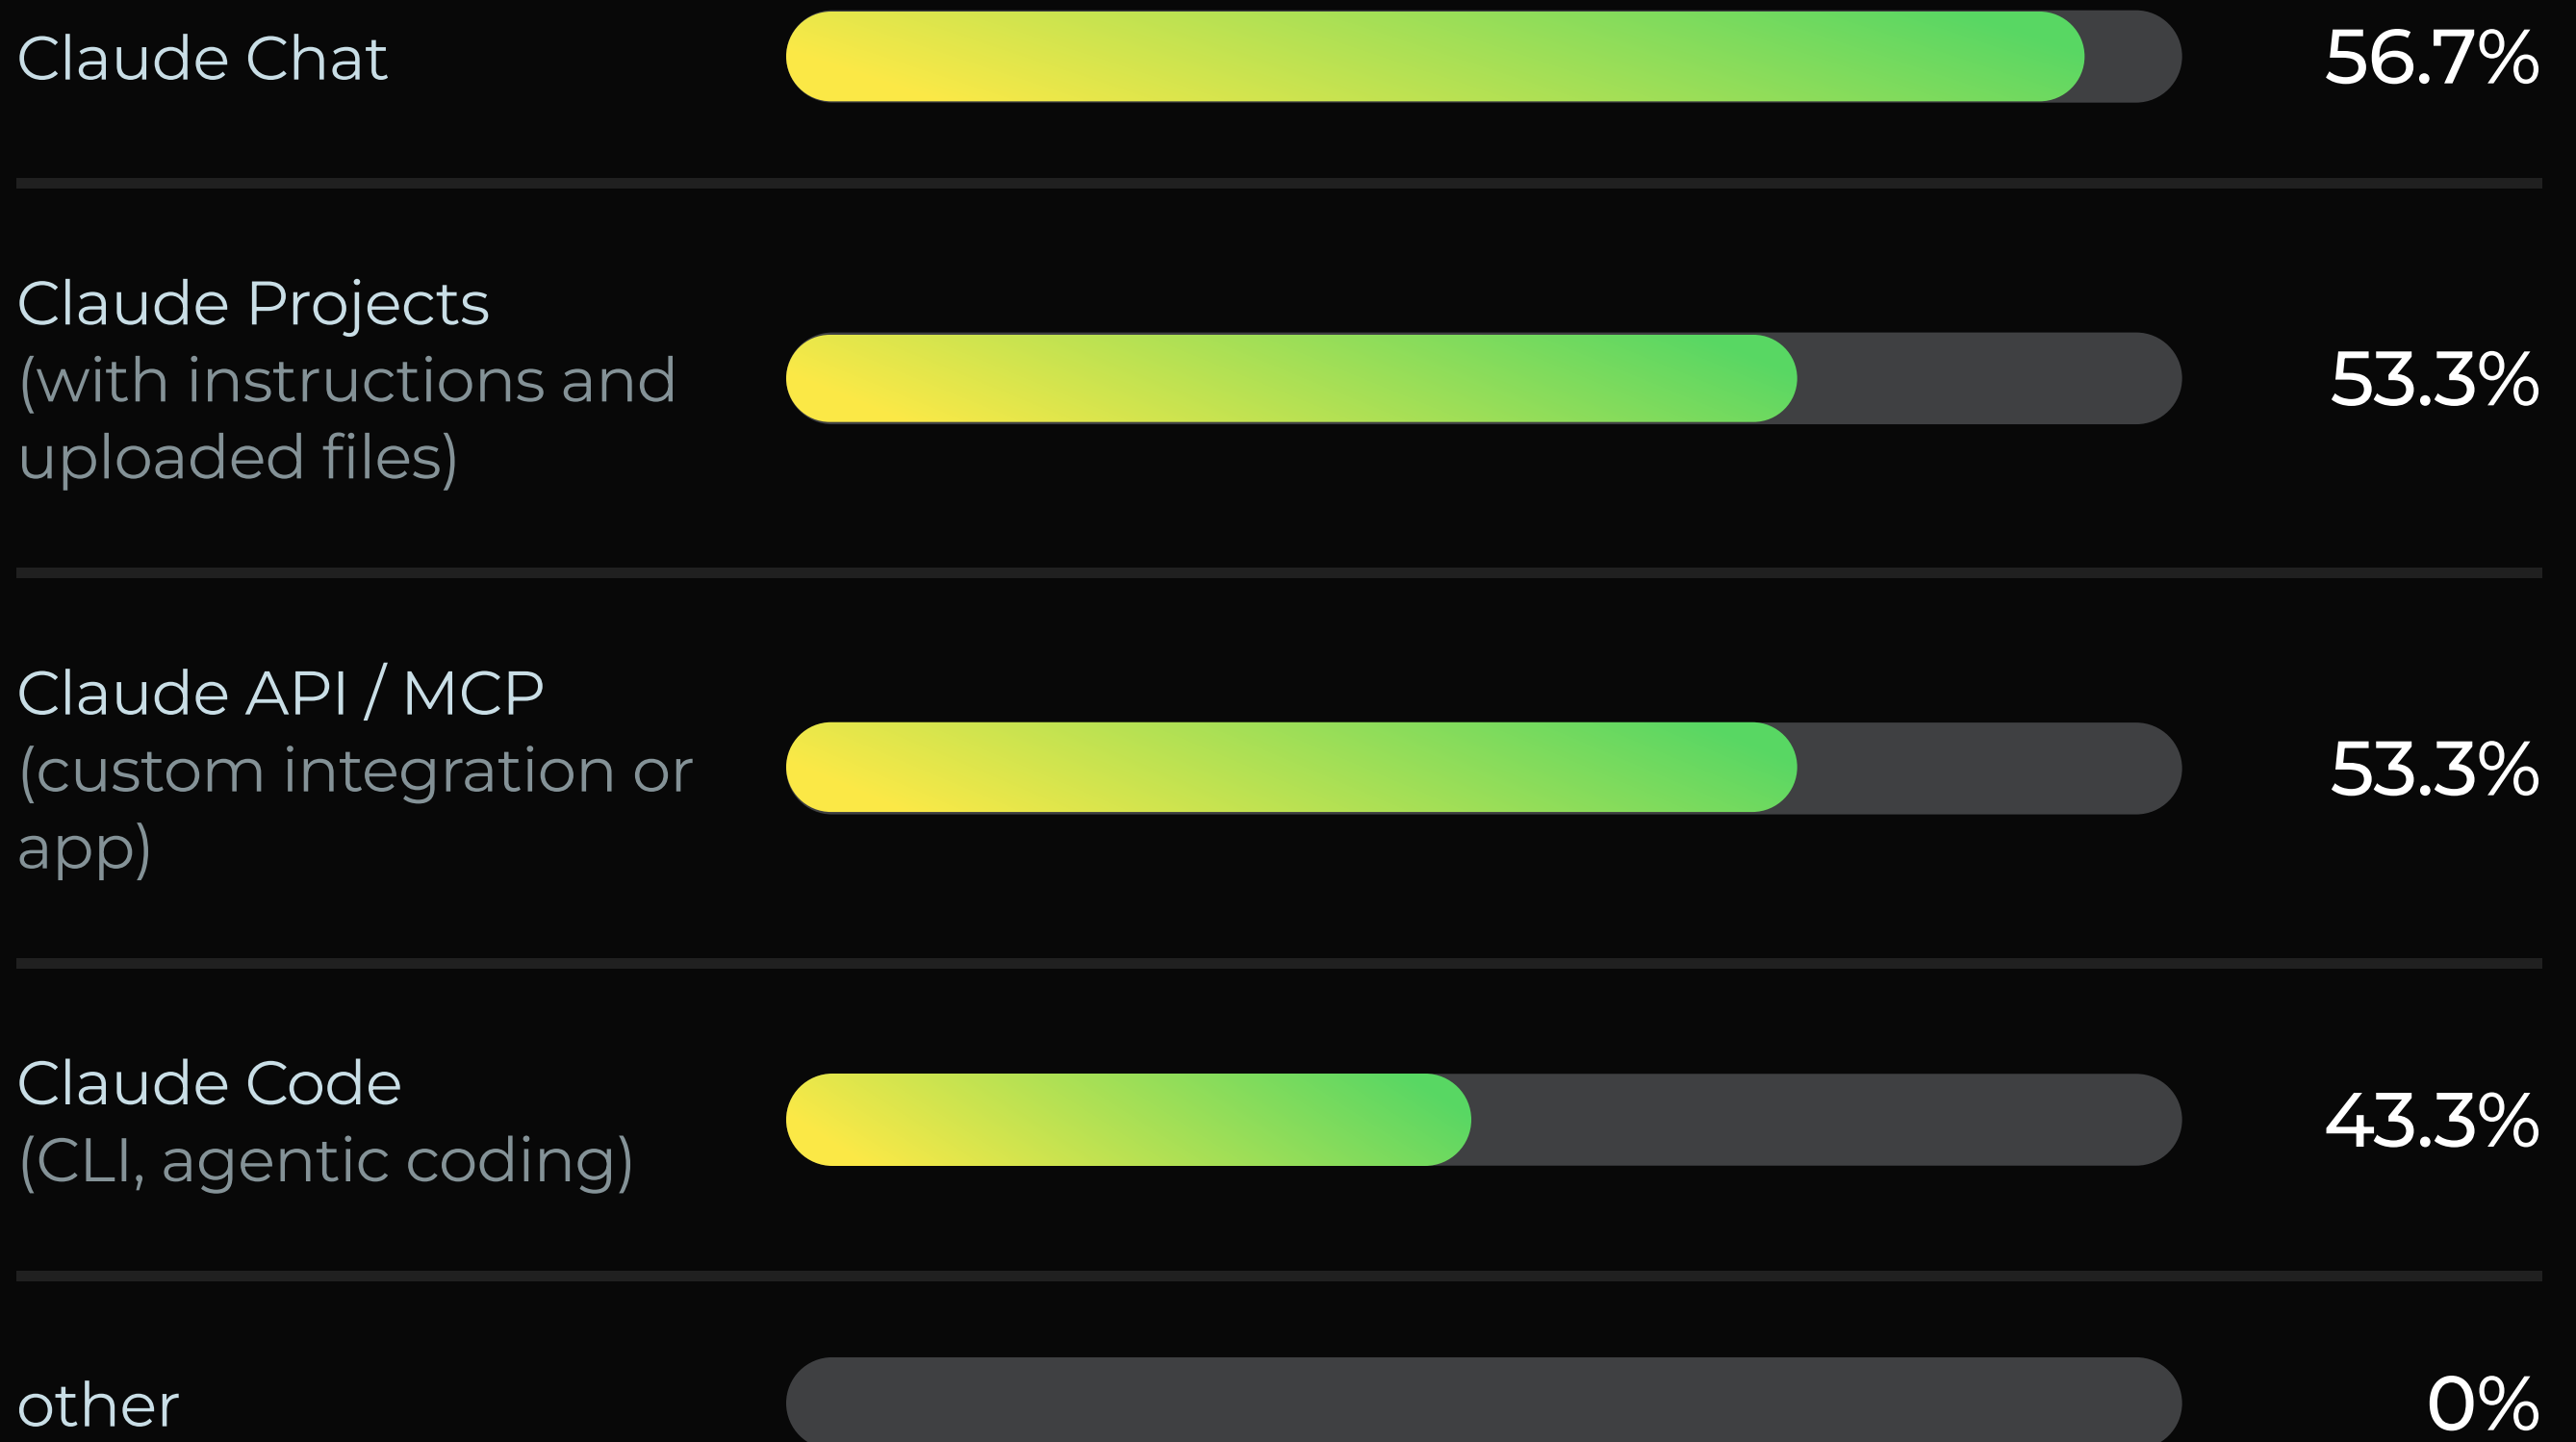 Claude Chat
56.7%
Claude Projects
(with instructions and
uploaded files)
53.3%
Claude API / MCP
(custom integration or
app)
53.3%
Claude Code
(CLI, agentic coding)
43.3%
other
0%